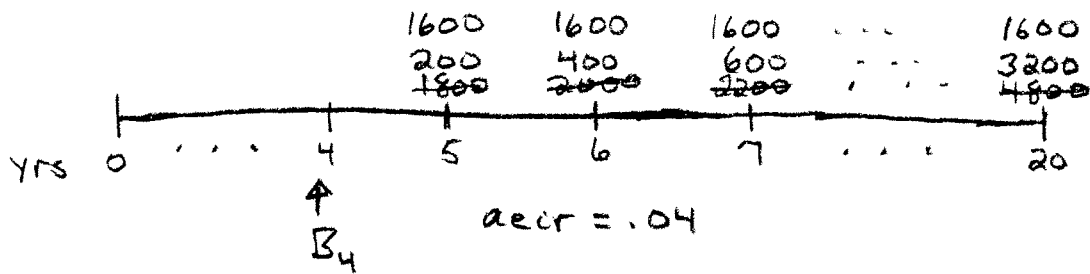 1600 1600 1600 . . . 1600
200 400 600 . . . 3200
1800 2000 2200 . . . 4800
yrs 0 . . . 4 5 6 7 . . . 20
B4 aeir = .04